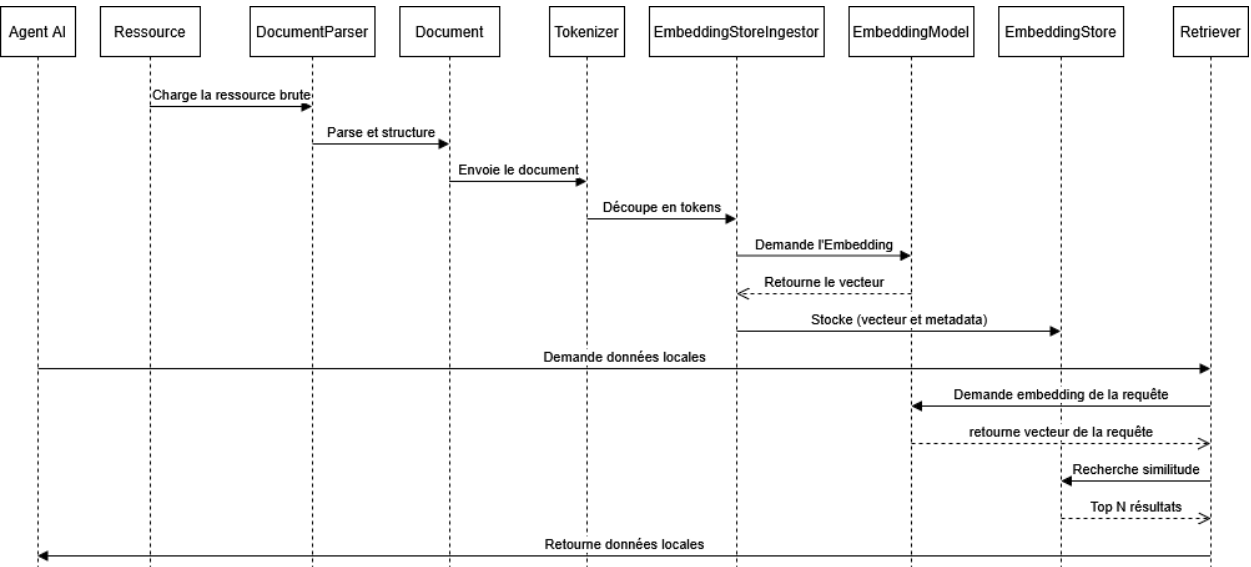 Agent AI
Ressource
DocumentParser
Document
Tokenizer
EmbeddingStoreIngestor
EmbeddingModel
EmbeddingStore
Retriever
Charge la ressource brute
Parse et structure
Envoie le document
Découpe en tokens
Demande l'Embedding
Retourne le vecteur
Stocke (vecteur et metadata)
Demande données locales
Demande embedding de la requête
retourne vecteur de la requête
Recherche similitude
Top N résultats
Retourne données locales